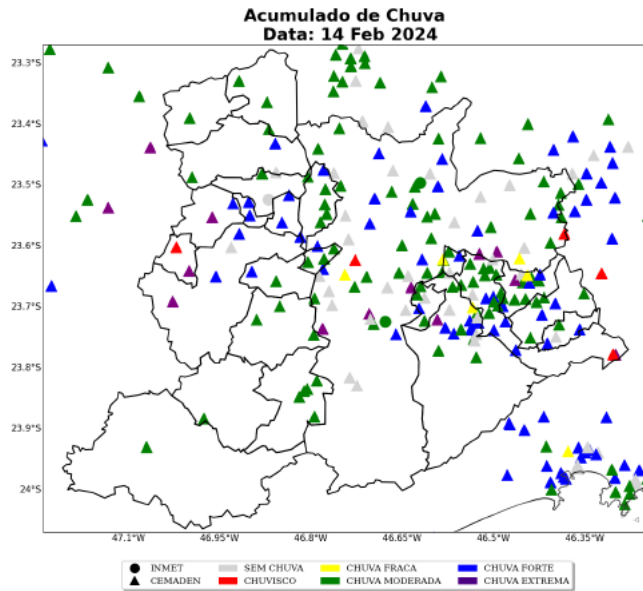 Acumulado de Chuva
Data: 14 Feb 2024
23.3°S
23.4°S
23.5°S
23.6°S
23.7°S
23.8°S
23.9°S
24°S
47.1°W
46.95°W
46.8°W
46.65°W
46.5°W
46.35°W
INMET
CEMADEN
SEM CHUVA
CHUVISCO
CHUVA FRACA
CHUVA MODERADA
CHUVA FORTE
CHUVA EXTREMA